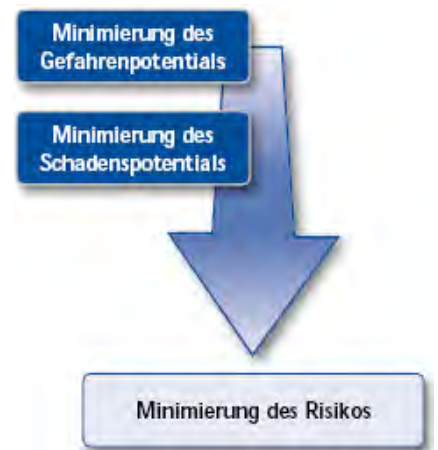 Minimierung des
Gefahrenpotentials
Minimierung des
Schadenspotentials
Minimierung des Risikos